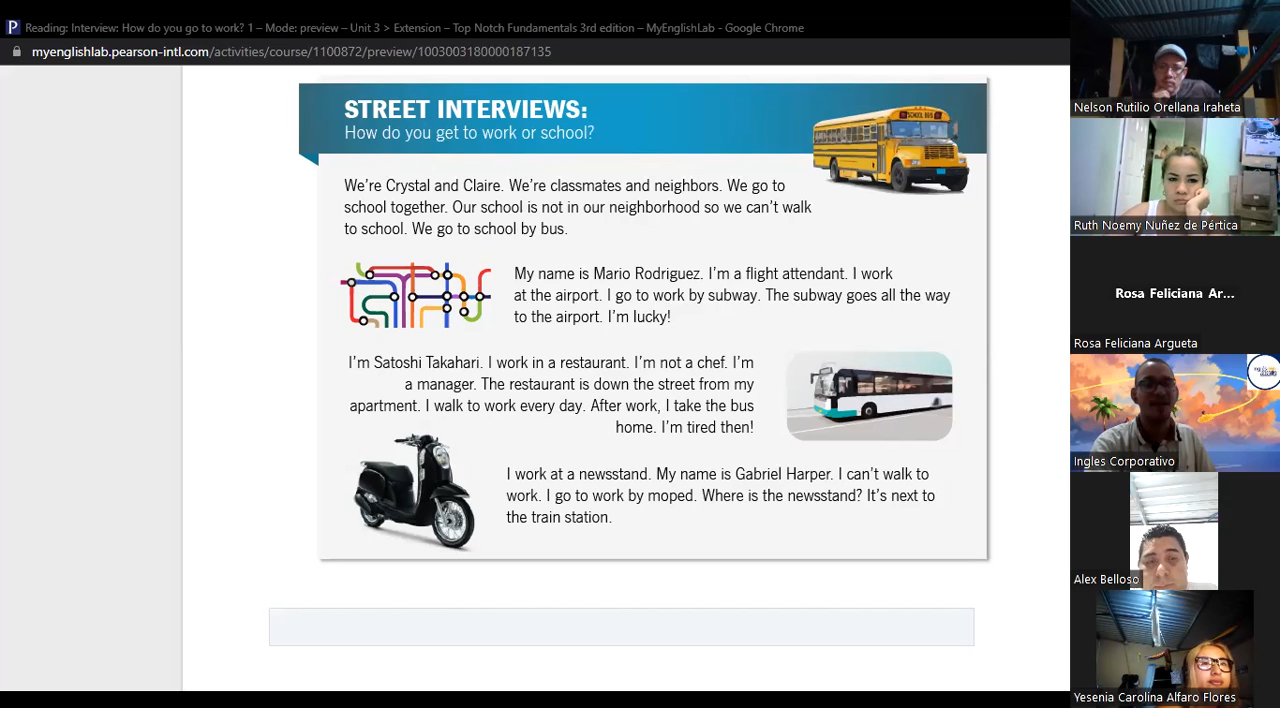 Reading: Interview: How do you go to work? 1 – Mode: preview – Unit 3 > Extension – Top Notch Fundamentals 3rd edition – MyEnglishLab - Google Chrome
myenglishlab.pearson-intl.com/activities/course/1100872/preview/1003003180000187135
STREET INTERVIEWS:
How do you get to work or school?
SCHOOL BUS
We're Crystal and Claire. We're classmates and neighbors. We go to
school together. Our school is not in our neighborhood so we can't walk
to school. We go to school by bus.
My name is Mario Rodriguez. I'm a flight attendant. I work
at the airport. I go to work by subway. The subway goes all the way
to the airport. I'm lucky!
I'm Satoshi Takahari. I work in a restaurant. I'm not a chef. I'm
a manager. The restaurant is down the street from my
apartment. I walk to work every day. After work, I take the bus
home. I'm tired then!
I work at a newsstand. My name is Gabriel Harper. I can't walk to
work. I go to work by moped. Where is the newsstand? It's next to
the train station.
Nelson Rutilio Orellana Iraheta
Ruth Noemy Nuñez de Pértica
Rosa Feliciana Ar...
Rosa Feliciana Argueta
Ingles Corporativo
Alex Belloso
Yesenia Carolina Alfaro Flores